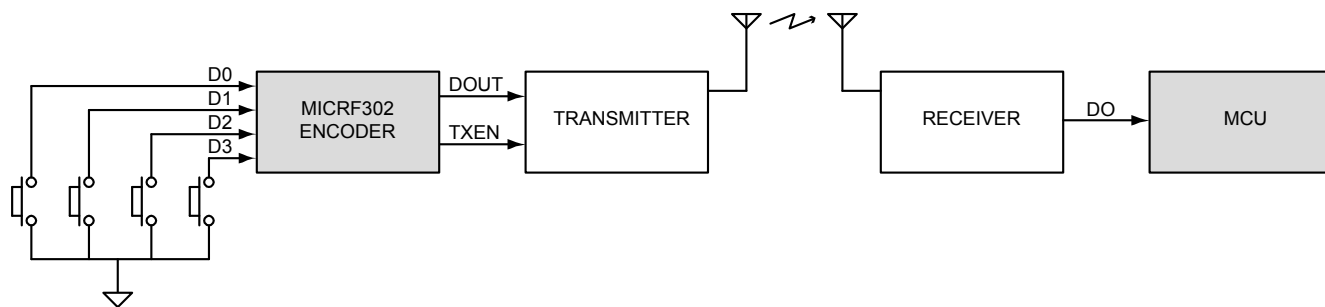 D0
D1
D2
D3
MICRF302
ENCODER
DOUT
TXEN
TRANSMITTER
RECEIVER
DO
MCU